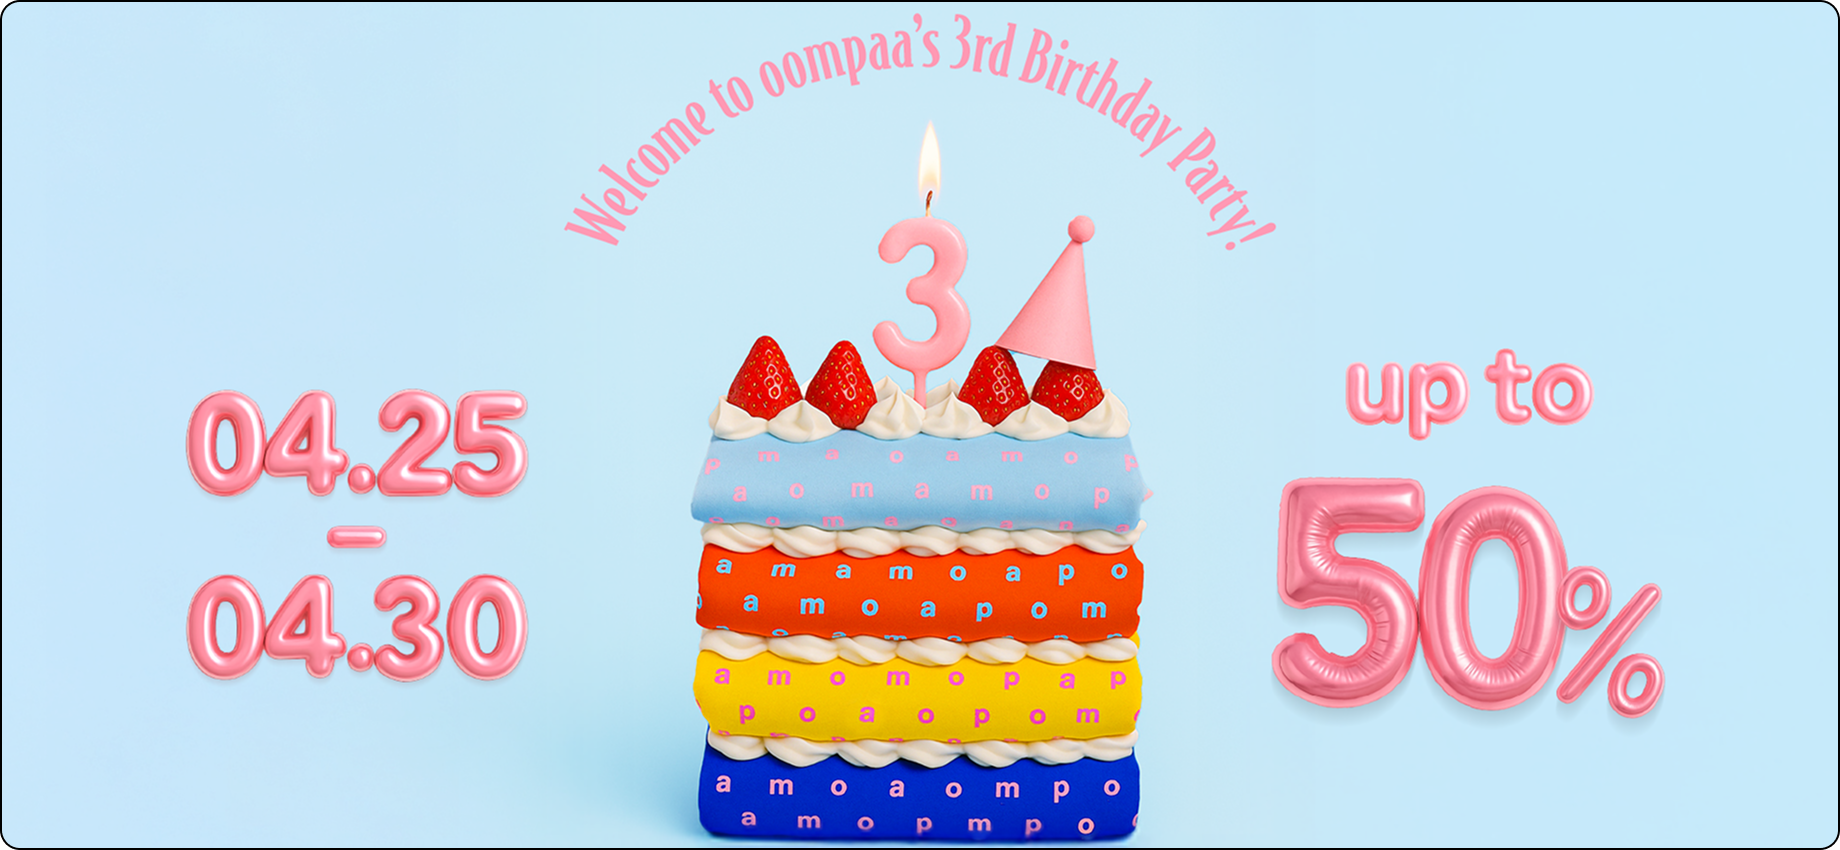 Welcome to oompaa's 3rd Birthday Party!
3
04.25
–
04.30
up to
50%
p m a o a m o p
a o m a m o p
a m a m o a p o
p a m o a p o m
a m o m o p a p
p o a o p o m
a m o a o m p o
a m o p m p o